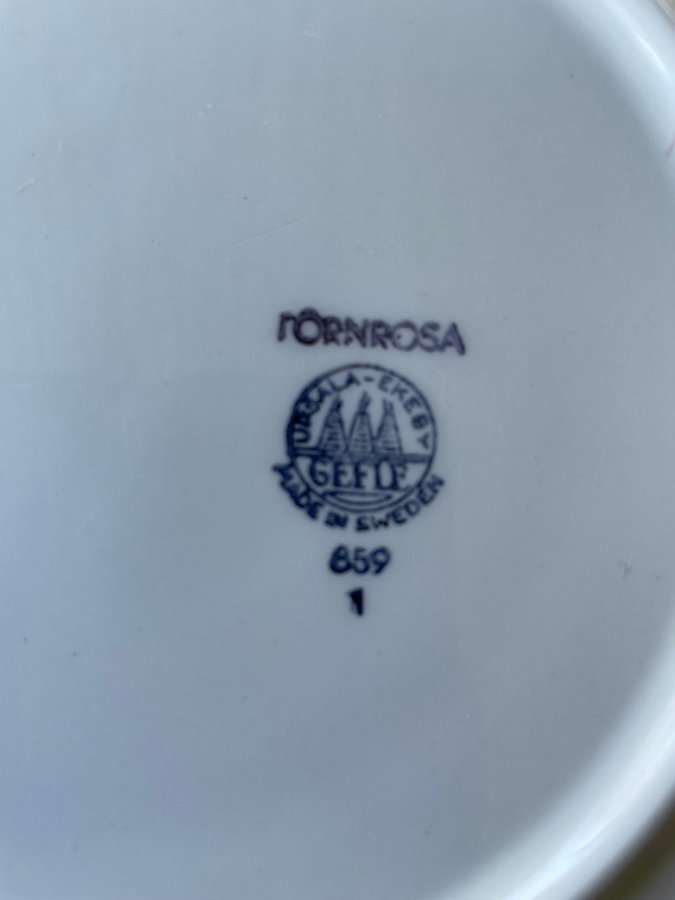 TÖRNROSA
UPSALA-EKEBY
GEFLE
MADE IN SWEDEN
859
1